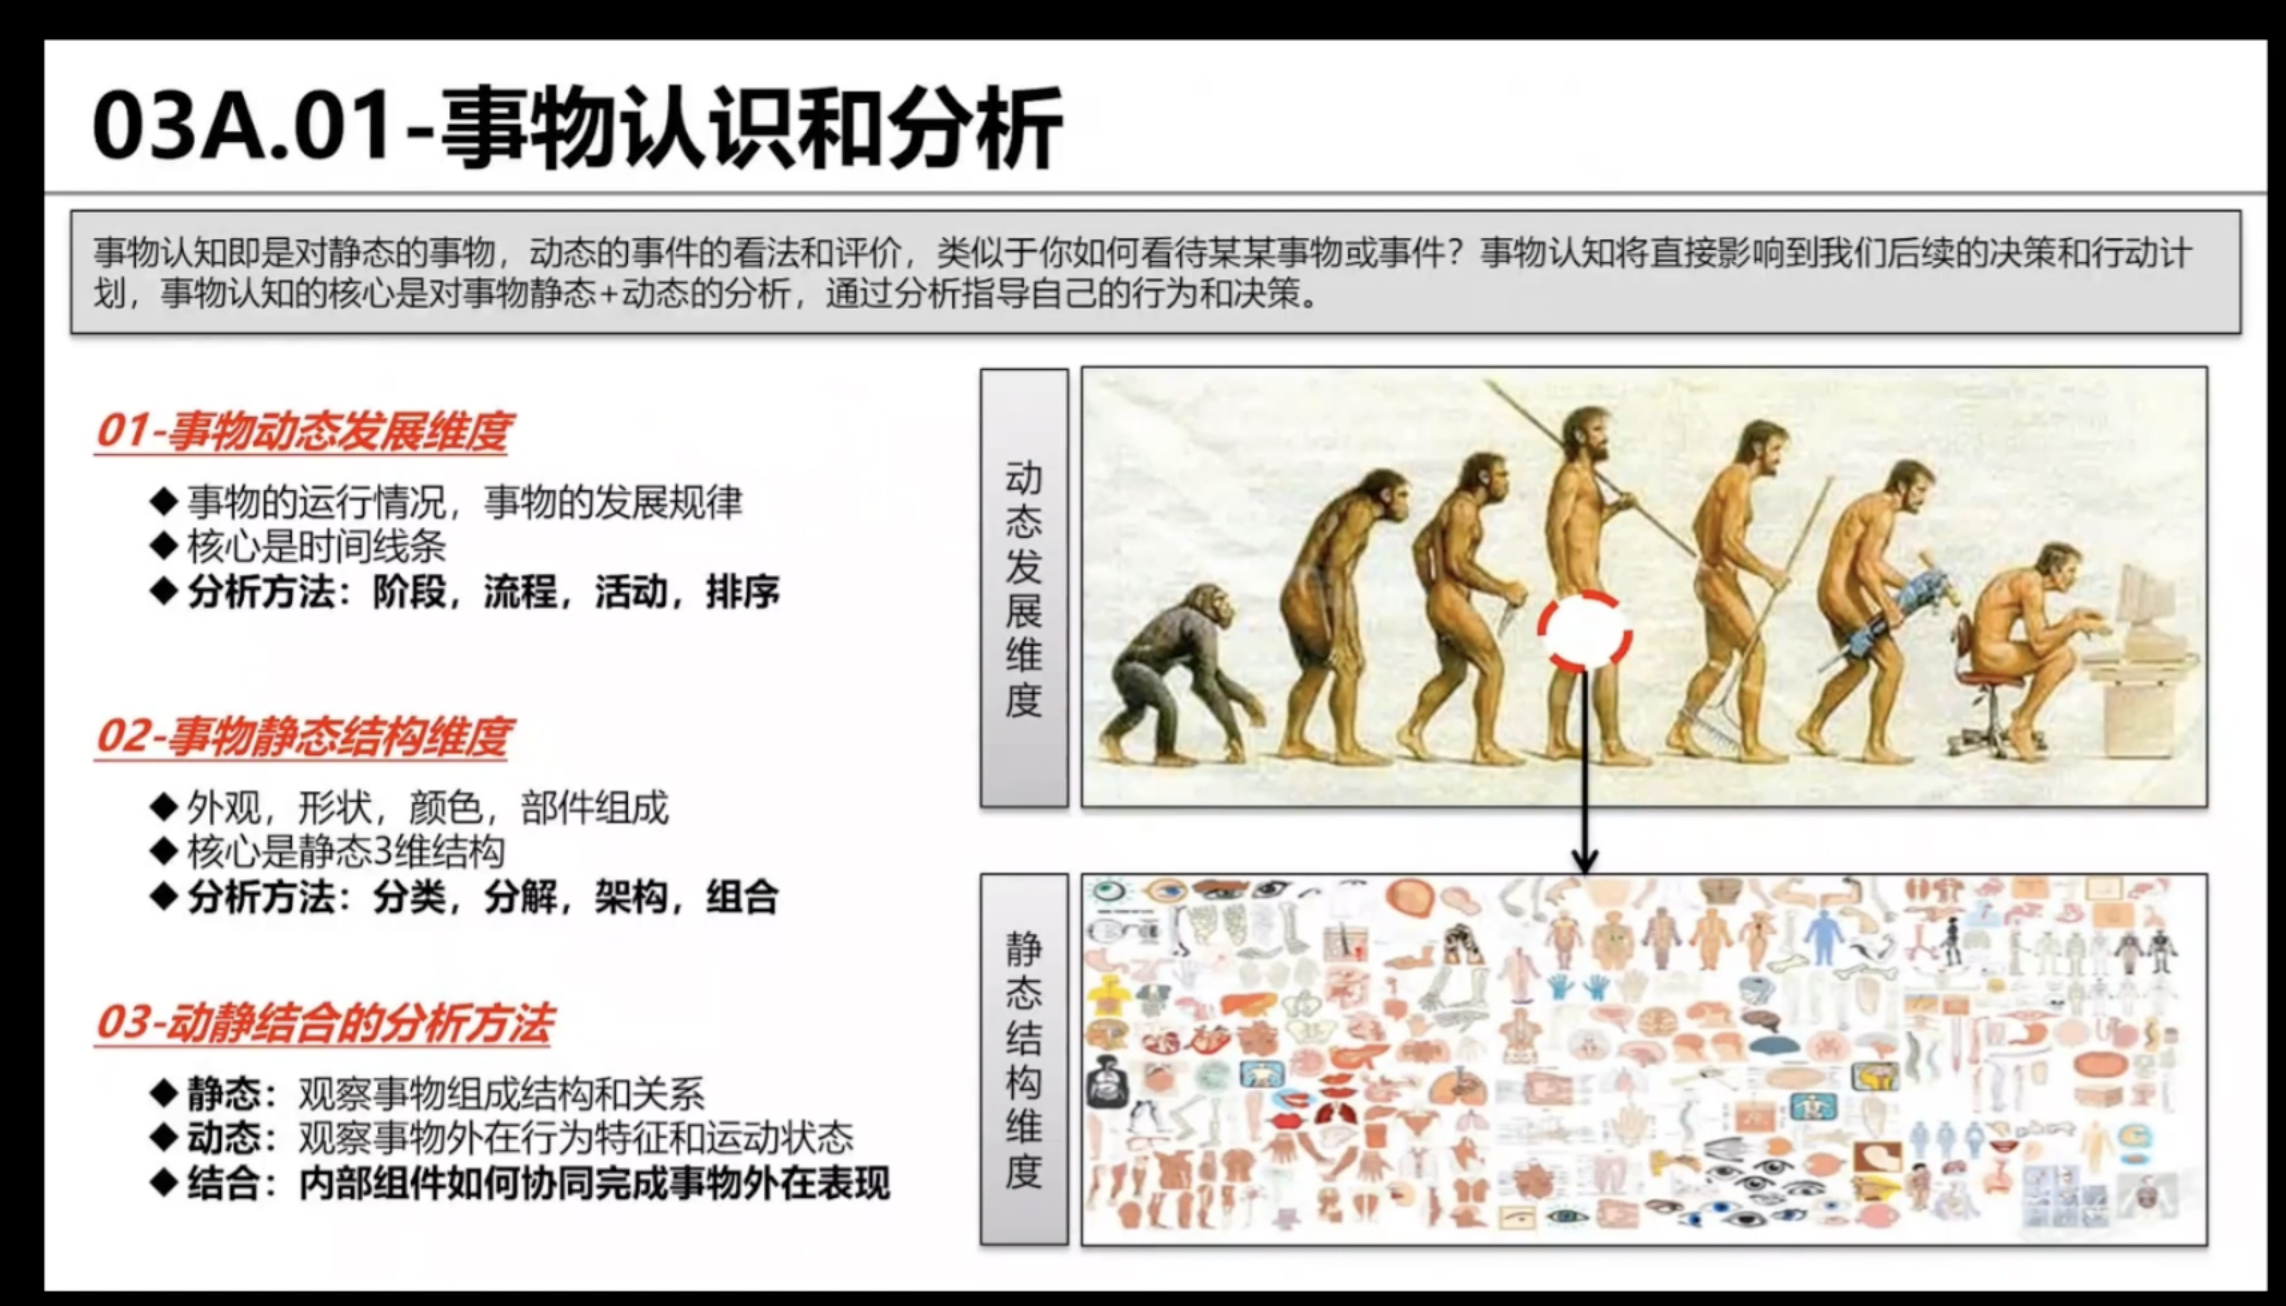 03A.01-事物认识和分析
事物认知即是对静态的事物，动态的事件的看法和评价，类似于你如何看待某某事物或事件？事物认知将直接影响到我们后续的决策和行动计
划，事物认知的核心是对事物静态+动态的分析，通过分析指导自己的行为和决策。
01-事物动态发展维度
◆事物的运行情况，事物的发展规律
◆核心是时间线条
◆分析方法：阶段，流程，活动，排序
02-事物静态结构维度
◆外观，形状，颜色，部件组成
◆核心是静态3维结构
◆分析方法：分类，分解，架构，组合
03-动静结合的分析方法
◆静态：观察事物组成结构和关系
◆动态：观察事物外在行为特征和运动状态
◆结合：内部组件如何协同完成事物外在表现
动态发展维度
静态结构维度